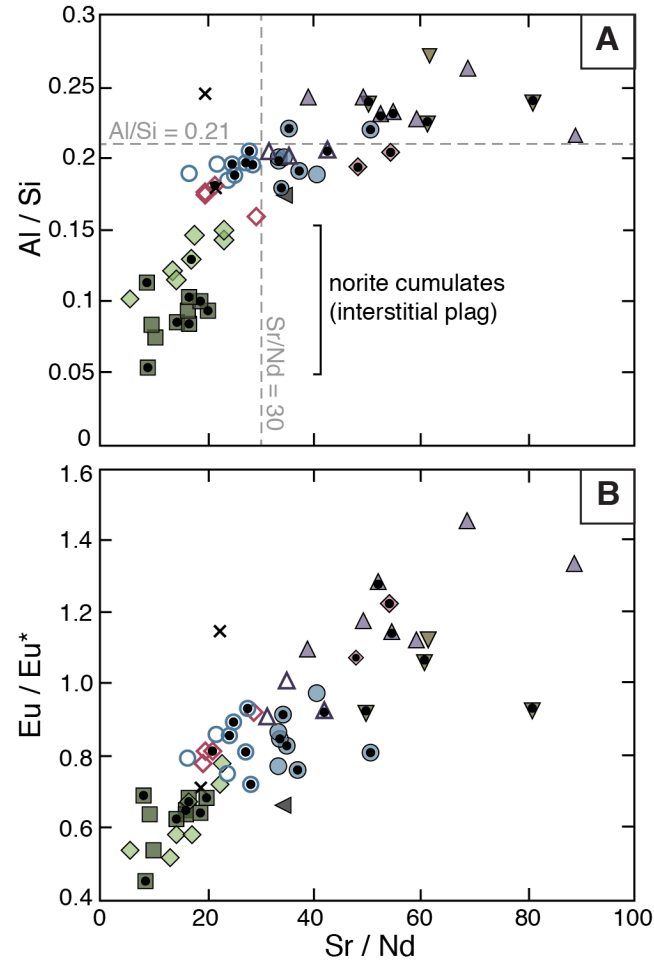 0.3
A
0.25
Al/Si = 0.21
0.2
Al / Si
0.15
norite cumulates
(interstitial plag)
0.1
Sr/Nd = 30
0.05
0
1.6
B
1.4
1.2
Eu / Eu*
1.0
0.8
0.6
0.4
0 20 40 60 80 100
Sr / Nd